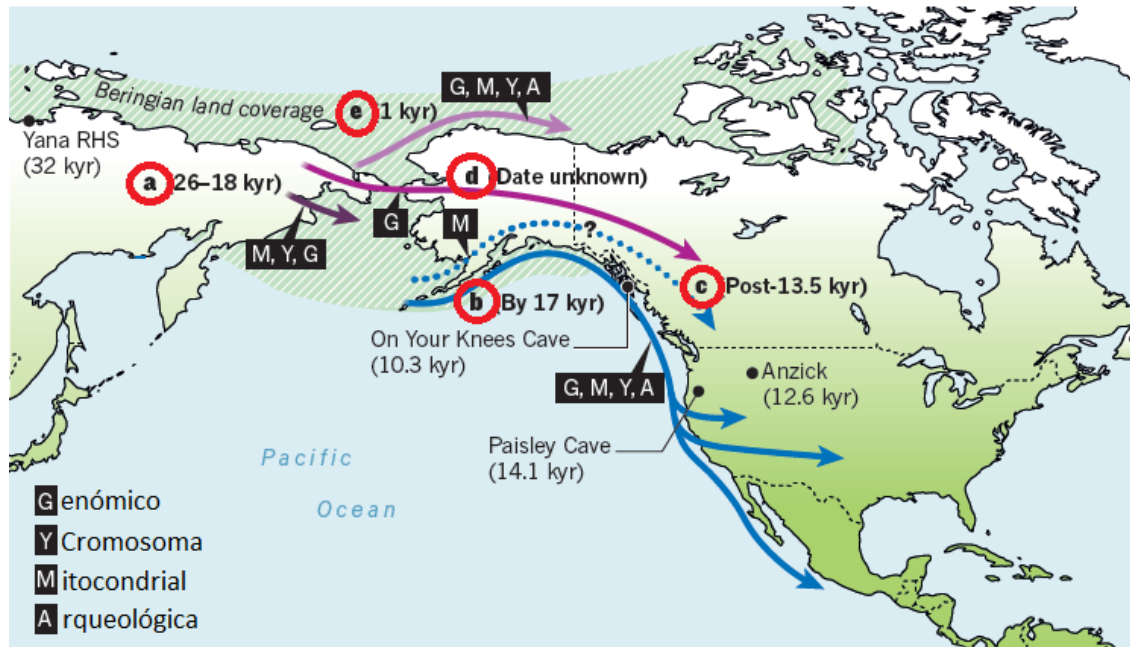 G, M, Y, A
Beringian land coverage
e (1 kyr)
Yana RHS
(32 kyr)
a (26–18 kyr)
d (Date unknown)
G
M
M, Y, G
?
c (Post-13.5 kyr)
b (By 17 kyr)
On Your Knees Cave
(10.3 kyr)
Anzick
(12.6 kyr)
G, M, Y, A
Paisley Cave
(14.1 kyr)
Pacific
Ocean
Genómico
Y Cromosoma
Mitocondrial
Arqueológica